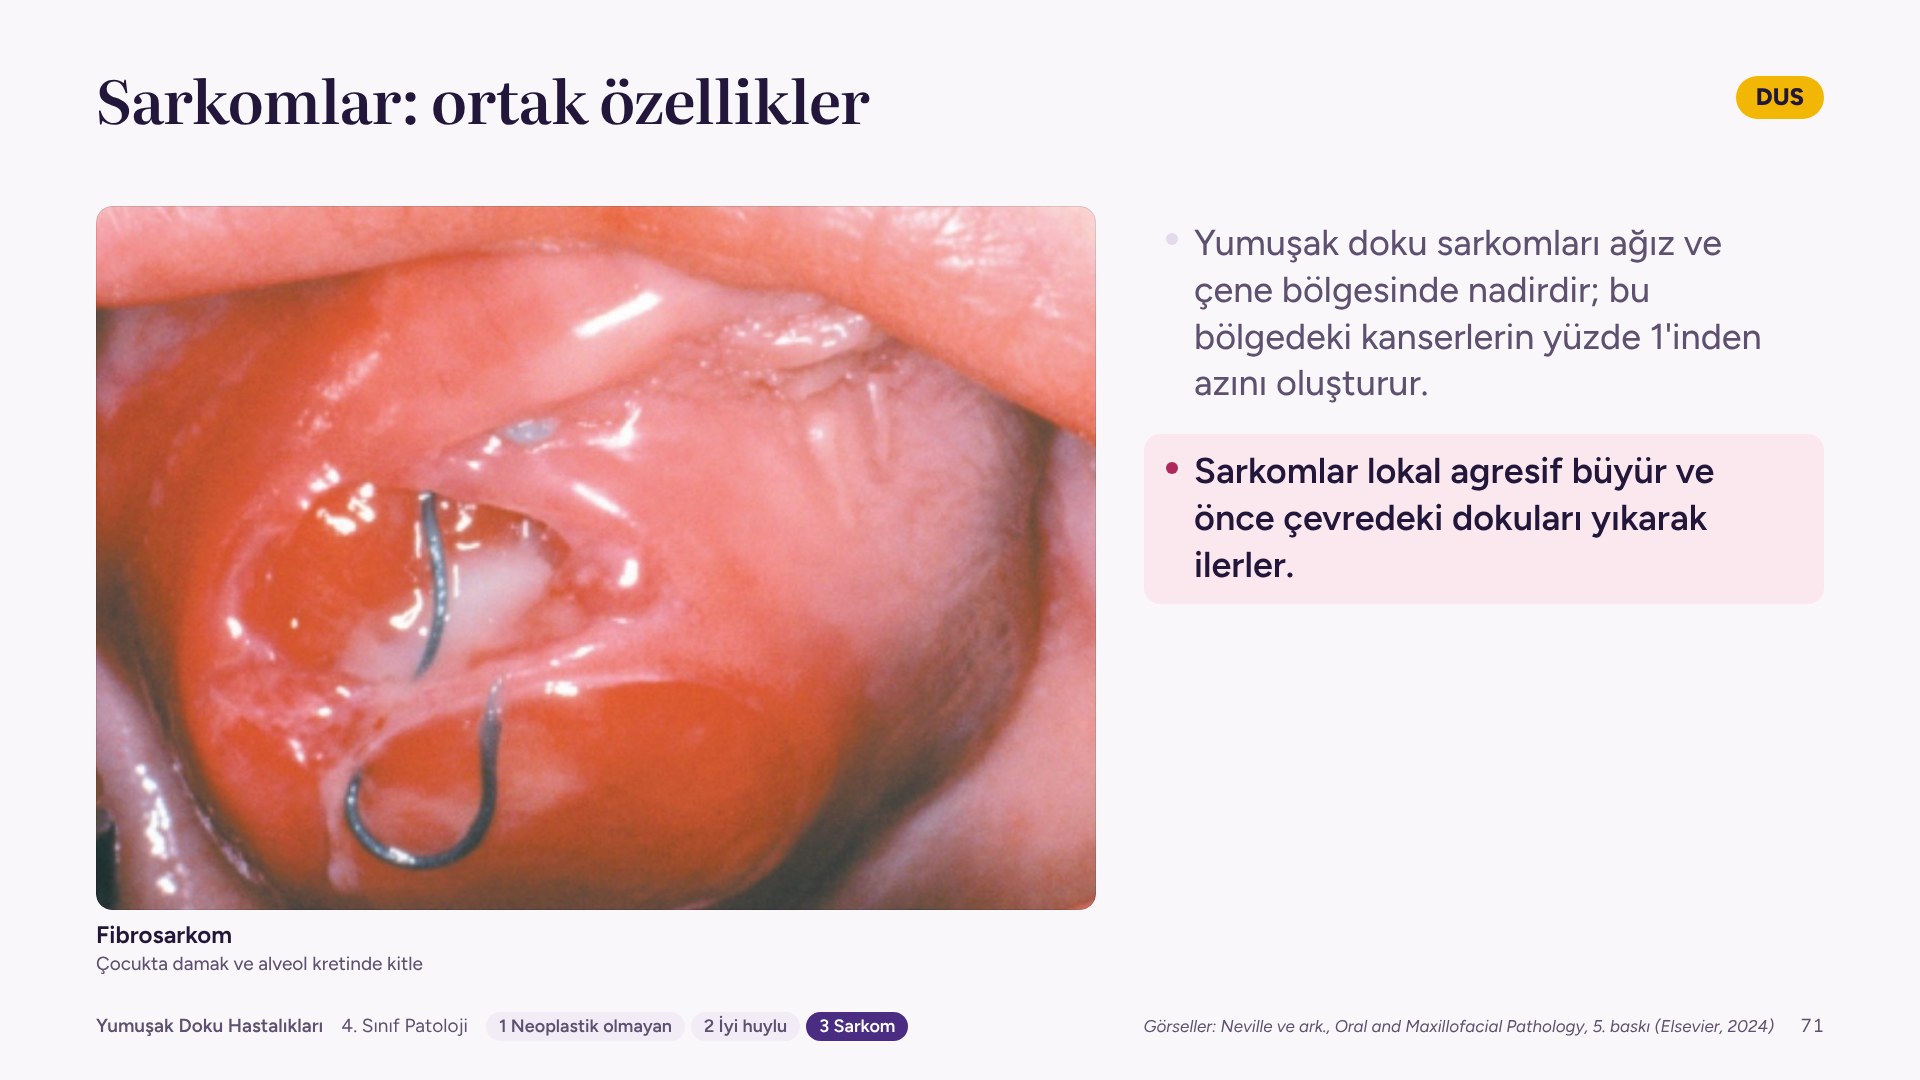 Sarkomlar: ortak özellikler
DUS
Yumuşak doku sarkomları ağız ve
çene bölgesinde nadirdir; bu
bölgedeki kanserlerin yüzde 1'inden
azını oluşturur.
Sarkomlar lokal agresif büyür ve
önce çevredeki dokuları yıkarak
ilerler.
Fibrosarkom
Çocukta damak ve alveol kretinde kitle
Yumuşak Doku Hastalıkları 4. Sınıf Patoloji 1 Neoplastik olmayan 2 İyi huylu 3 Sarkom
Görseller: Neville ve ark., Oral and Maxillofacial Pathology, 5. baskı (Elsevier, 2024) 71